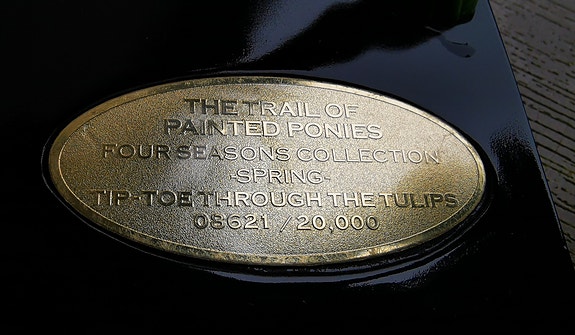 THE TRAIL OF
PAINTED PONIES
FOUR SEASONS COLLECTION
-SPRING-
TIP-TOE THROUGH THE TULIPS
08621 / 20,000